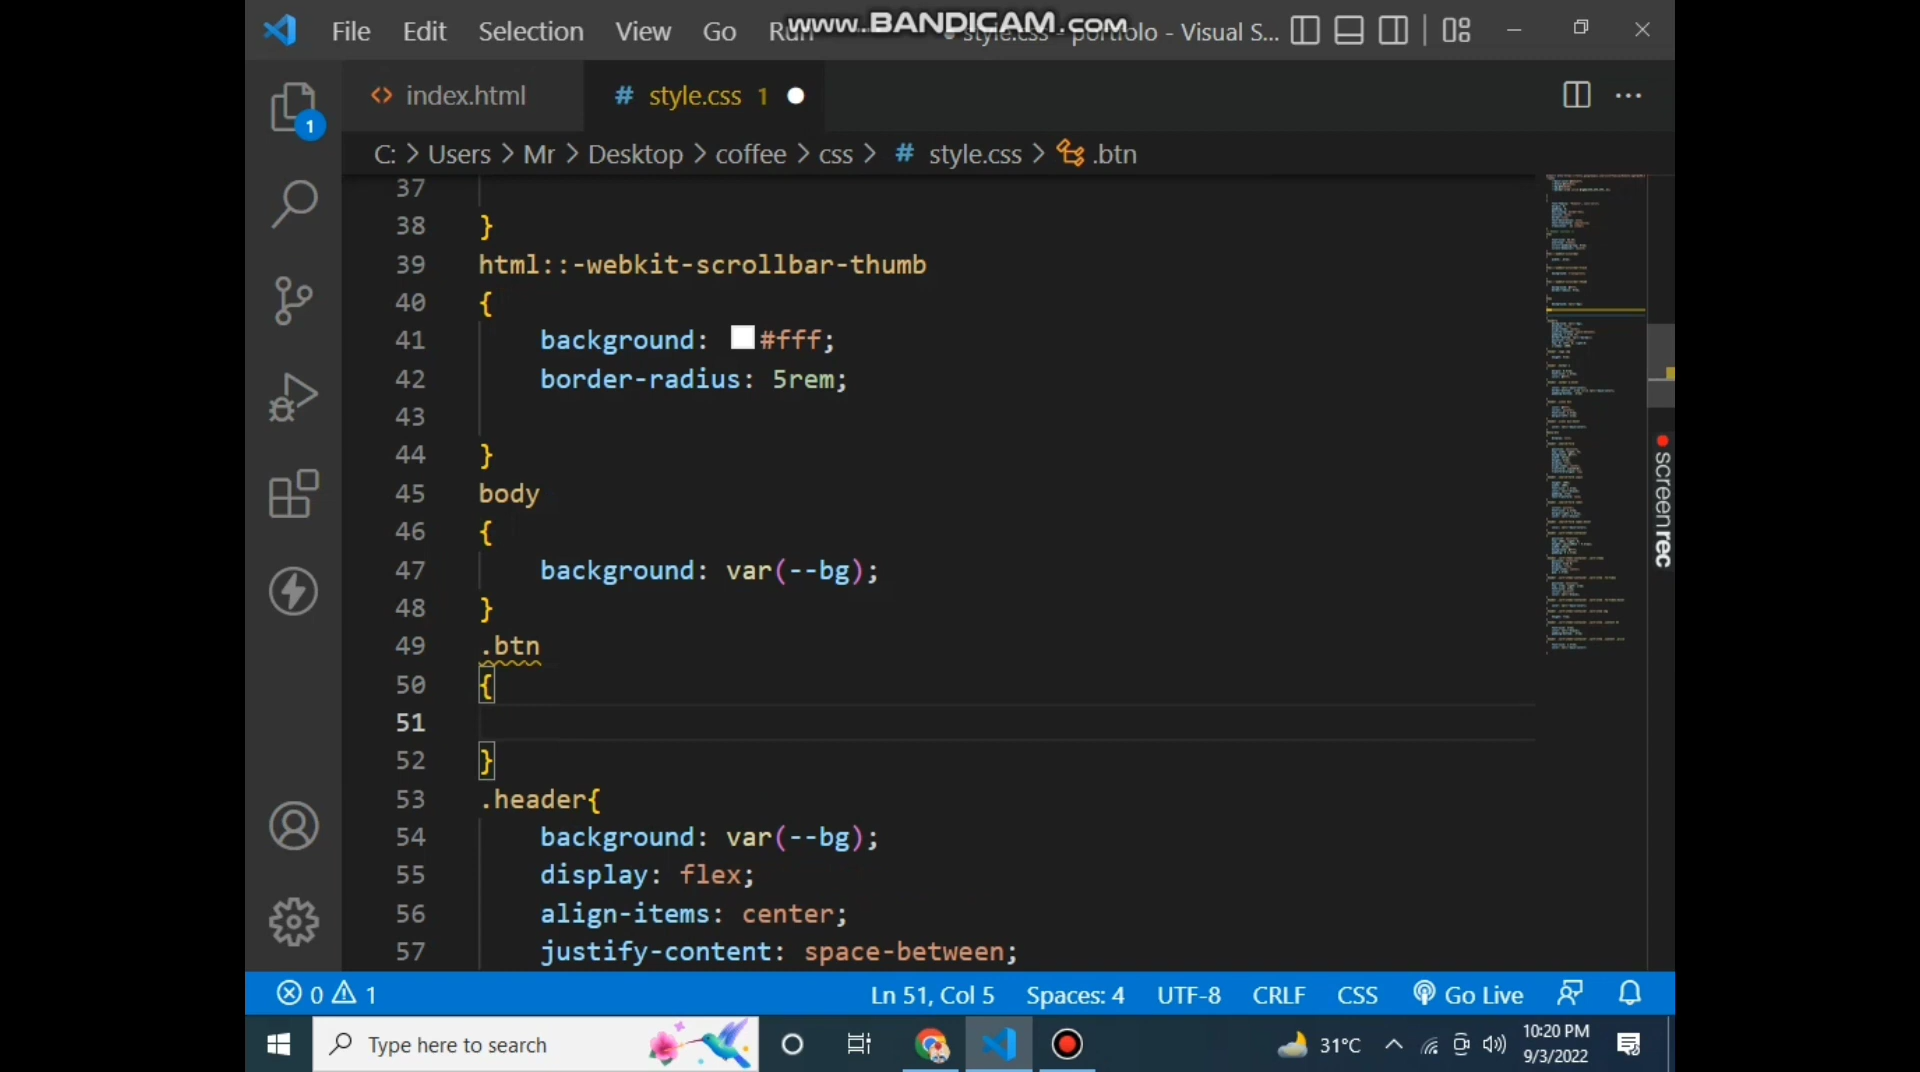 File Edit Selection View Go Run
www.BANDICAM.com
style.css - portfolo - Visual S...
index.html
# style.css 1
1
C: > Users > Mr > Desktop > coffee > css > # style.css > .btn
37
38 }
39 html::-webkit-scrollbar-thumb
40 {
41 background: #fff;
42 border-radius: 5rem;
43
44 }
45 body
46 {
47 background: var(--bg);
48 }
49 .btn
50 {
51
52 }
53 .header{
54 background: var(--bg);
55 display: flex;
56 align-items: center;
57 justify-content: space-between;
screenrec
0 1
Ln 51, Col 5 Spaces: 4 UTF-8 CRLF CSS Go Live
Type here to search
31°C
10:20 PM
9/3/2022